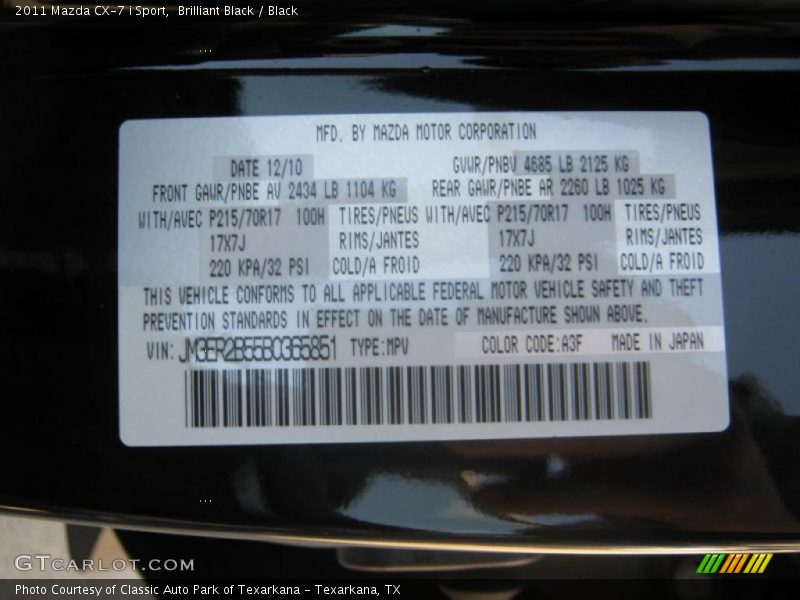 2011 Mazda CX-7 i Sport,  Brilliant Black / Black
MFD. BY MAZDA MOTOR CORPORATION
DATE 12/10 GVWR/PNBV 4685 LB 2125 KG
FRONT GAWR/PNBE AV 2434 LB 1104 KG REAR GAWR/PNBE AR 2260 LB 1025 KG
WITH/AVEC P215/70R17 100H TIRES/PNEUS WITH/AVEC P215/70R17 100H TIRES/PNEUS
17X7J RIMS/JANTES 17X7J RIMS/JANTES
220 KPA/32 PSI COLD/A FROID 220 KPA/32 PSI COLD/A FROID
THIS VEHICLE CONFORMS TO ALL APPLICABLE FEDERAL MOTOR VEHICLE SAFETY AND THEFT
PREVENTION STANDARDS IN EFFECT ON THE DATE OF MANUFACTURE SHOWN ABOVE.
VIN: JM3ER2B55B0365851 TYPE:MPV COLOR CODE:A3F MADE IN JAPAN
GTCARLOT.COM
Photo Courtesy of Classic Auto Park of Texarkana - Texarkana, TX